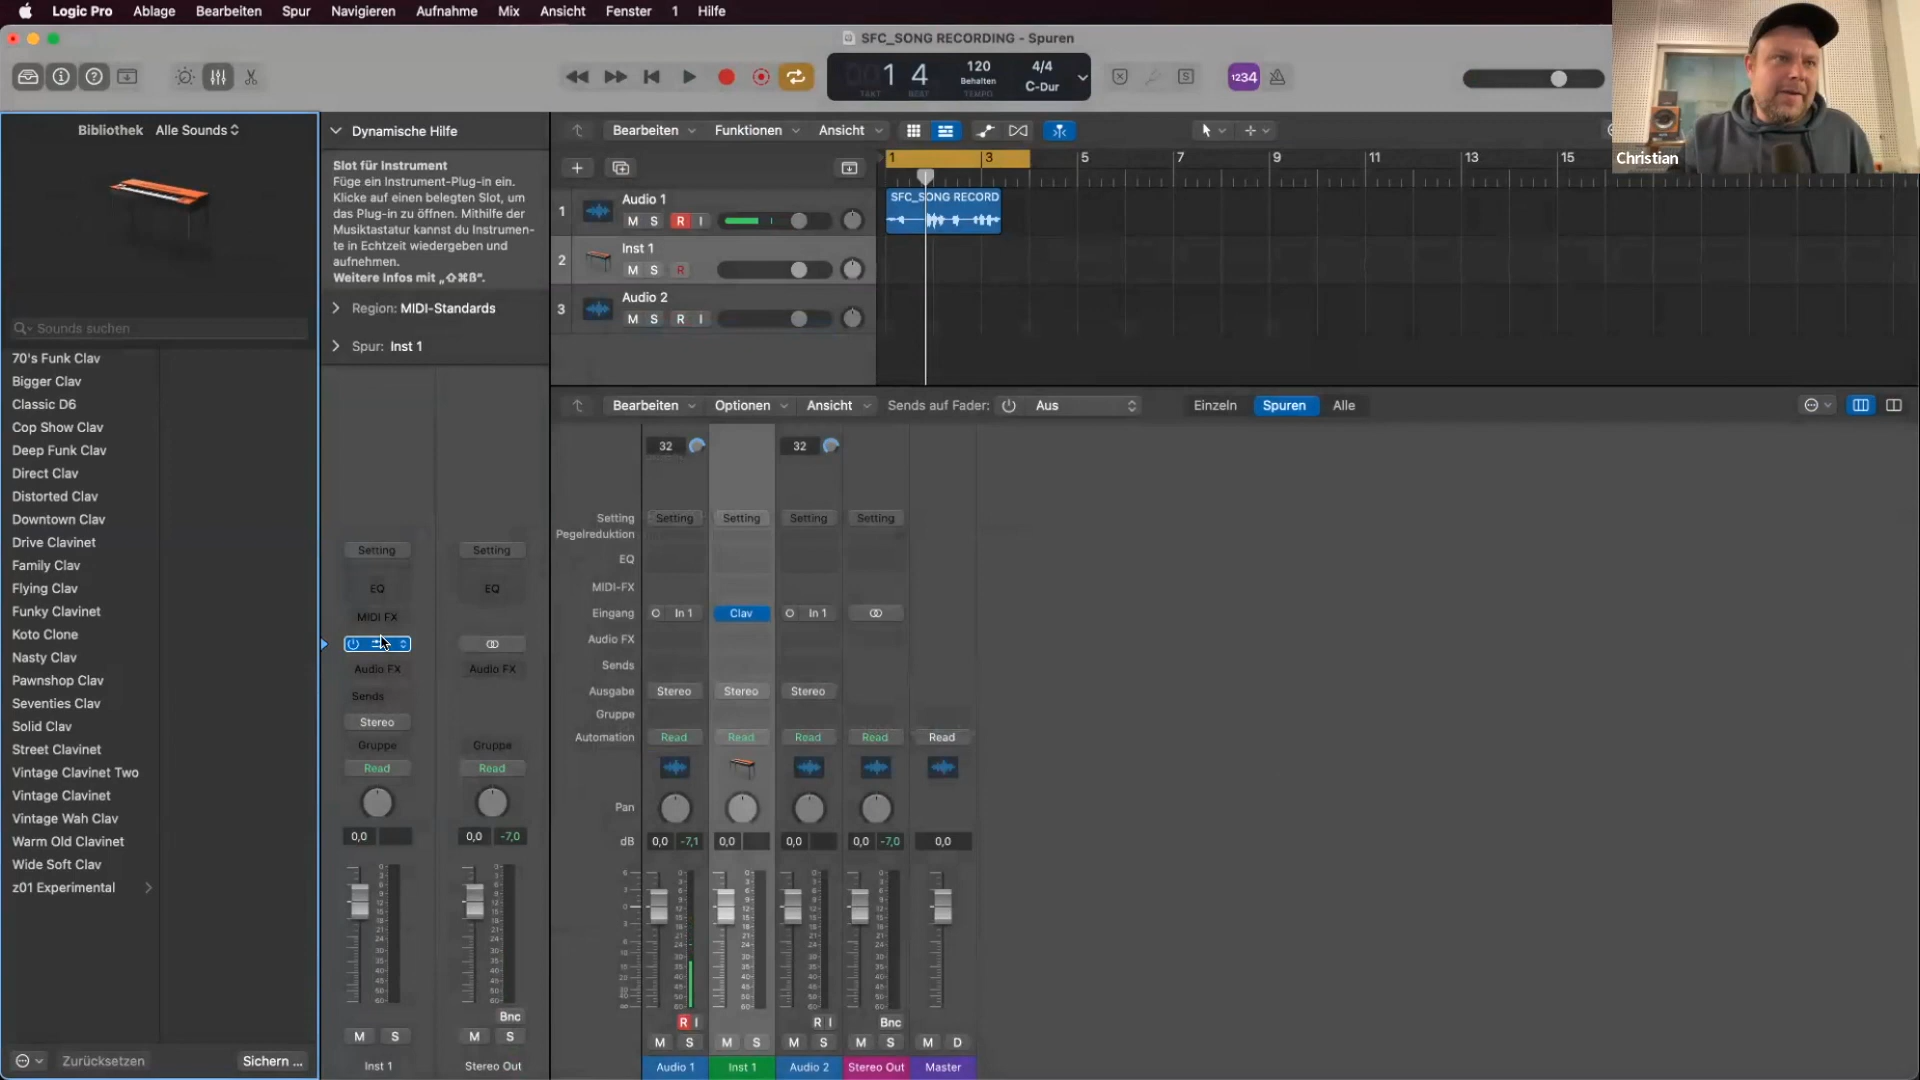 Logic Pro Ablage Bearbeiten Spur Navigieren Aufnahme Mix Ansicht Fenster 1 Hilfe
SFC_SONG RECORDING - Spuren
1 4
TAKT BEAT
120
Behalten
TEMPO
4/4
C-Dur
1234
S
Christian
Bibliothek Alle Sounds
Sounds suchen
70's Funk Clav
Bigger Clav
Classic D6
Cop Show Clav
Deep Funk Clav
Direct Clav
Distorted Clav
Downtown Clav
Drive Clavinet
Family Clav
Flying Clav
Funky Clavinet
Koto Clone
Nasty Clav
Pawnshop Clav
Seventies Clav
Solid Clav
Street Clavinet
Vintage Clavinet Two
Vintage Clavinet
Vintage Wah Clav
Warm Old Clavinet
Wide Soft Clav
z01 Experimental
Zurücksetzen Sichern ...
Dynamische Hilfe
Slot für Instrument
Füge ein Instrument-Plug-in ein.
Klicke auf einen belegten Slot, um
das Plug-in zu öffnen. Mithilfe der
Musiktastatur kannst du Instrumen-
te in Echtzeit wiedergeben und
aufnehmen.
Weitere Infos mit „⇧⌘ß“.
Region: MIDI-Standards
Spur: Inst 1
Setting Setting
EQ EQ
MIDI FX
Audio FX Audio FX
Sends
Stereo
Gruppe Gruppe
Read Read
0,0 0,0 -7,0
Bnc
M S M S
Inst 1 Stereo Out
Bearbeiten Funktionen Ansicht
1 3 5 7 9 11 13 15
1 Audio 1
M S R I
SFC_SONG RECORD
2 Inst 1
M S R
3 Audio 2
M S R I
Bearbeiten Optionen Ansicht Sends auf Fader: Aus Einzeln Spuren Alle
32 32
Setting Setting Setting Setting Setting
Pegelreduktion
EQ
MIDI-FX
Eingang In 1 Clav In 1
Audio FX
Sends
Ausgabe Stereo Stereo Stereo
Gruppe
Automation Read Read Read Read Read
Pan
dB 0,0 -7,1 0,0 0,0 0,0 -7,0 0,0
R I R I Bnc
M S M S M S M S M D
Audio 1 Inst 1 Audio 2 Stereo Out Master